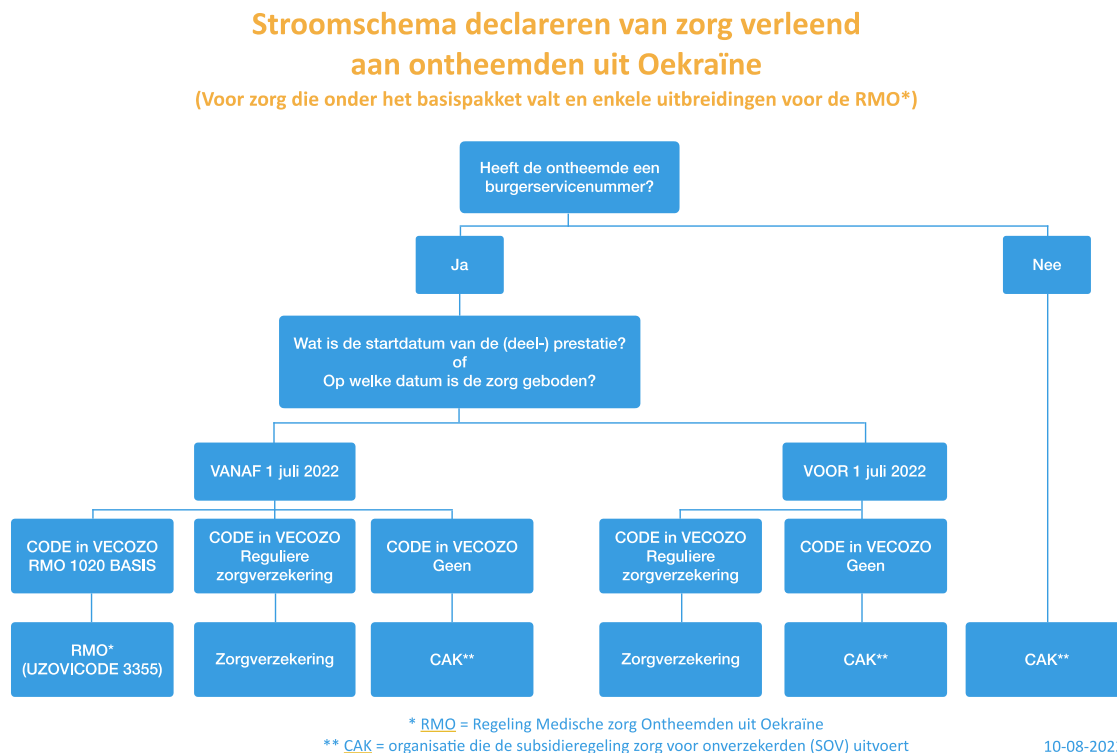 Stroomschema declareren van zorg verleend
aan ontheemden uit Oekraïne
(Voor zorg die onder het basispakket valt en enkele uitbreidingen voor de RMO*)
Heeft de ontheemde een
burgerservicenummer?
Ja
Nee
Wat is de startdatum van de (deel-) prestatie?
of
Op welke datum is de zorg geboden?
VANAF 1 juli 2022
VOOR 1 juli 2022
CODE in VECOZO
RMO 1020 BASIS
CODE in VECOZO
Reguliere
zorgverzekering
CODE in VECOZO
Geen
CODE in VECOZO
Reguliere
zorgverzekering
CODE in VECOZO
Geen
RMO*
(UZOVICODE 3355)
Zorgverzekering
CAK**
Zorgverzekering
CAK**
CAK**
* RMO = Regeling Medische zorg Ontheemden uit Oekraïne
** CAK = organisatie die de subsidieregeling zorg voor onverzekerden (SOV) uitvoert